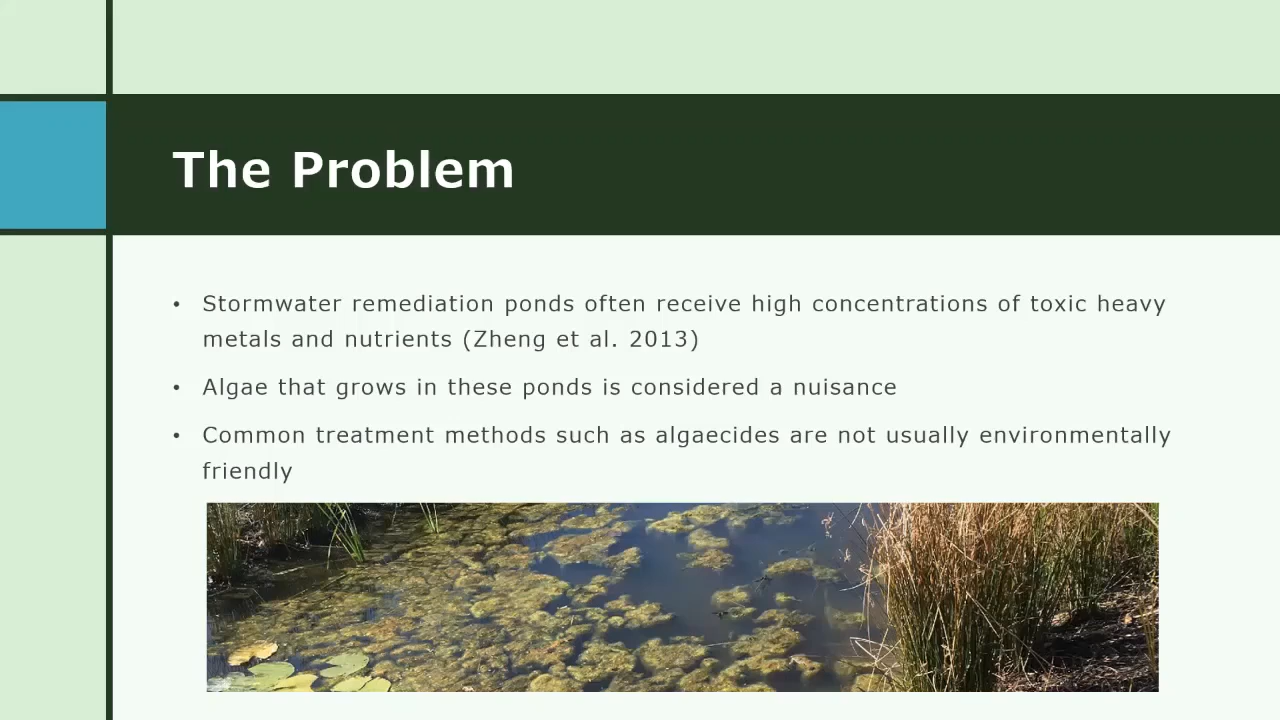 The Problem
• Stormwater remediation ponds often receive high concentrations of toxic heavy
metals and nutrients (Zheng et al. 2013)
• Algae that grows in these ponds is considered a nuisance
• Common treatment methods such as algaecides are not usually environmentally
friendly